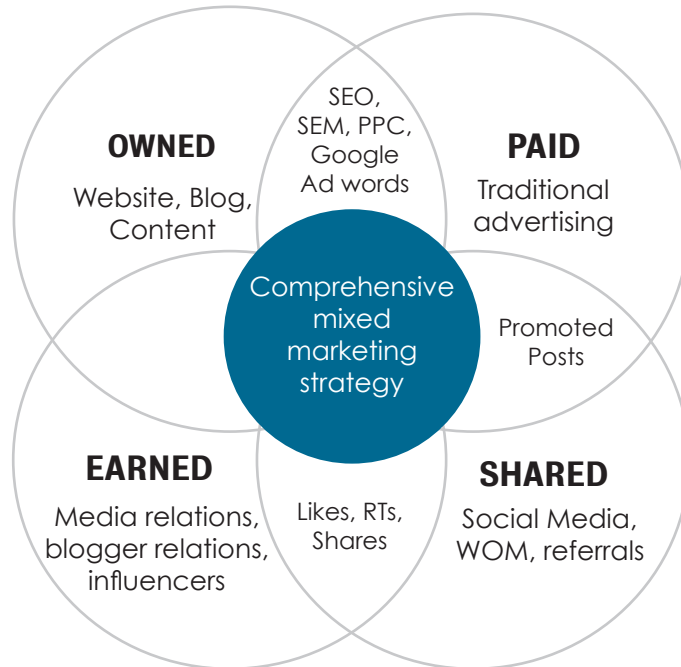 OWNED
Website, Blog,
Content
SEO,
SEM, PPC,
Google
Ad words
PAID
Traditional
advertising
Comprehensive
mixed
marketing
strategy
Promoted
Posts
EARNED
Media relations,
blogger relations,
influencers
Likes, RTs,
Shares
SHARED
Social Media,
WOM, referrals